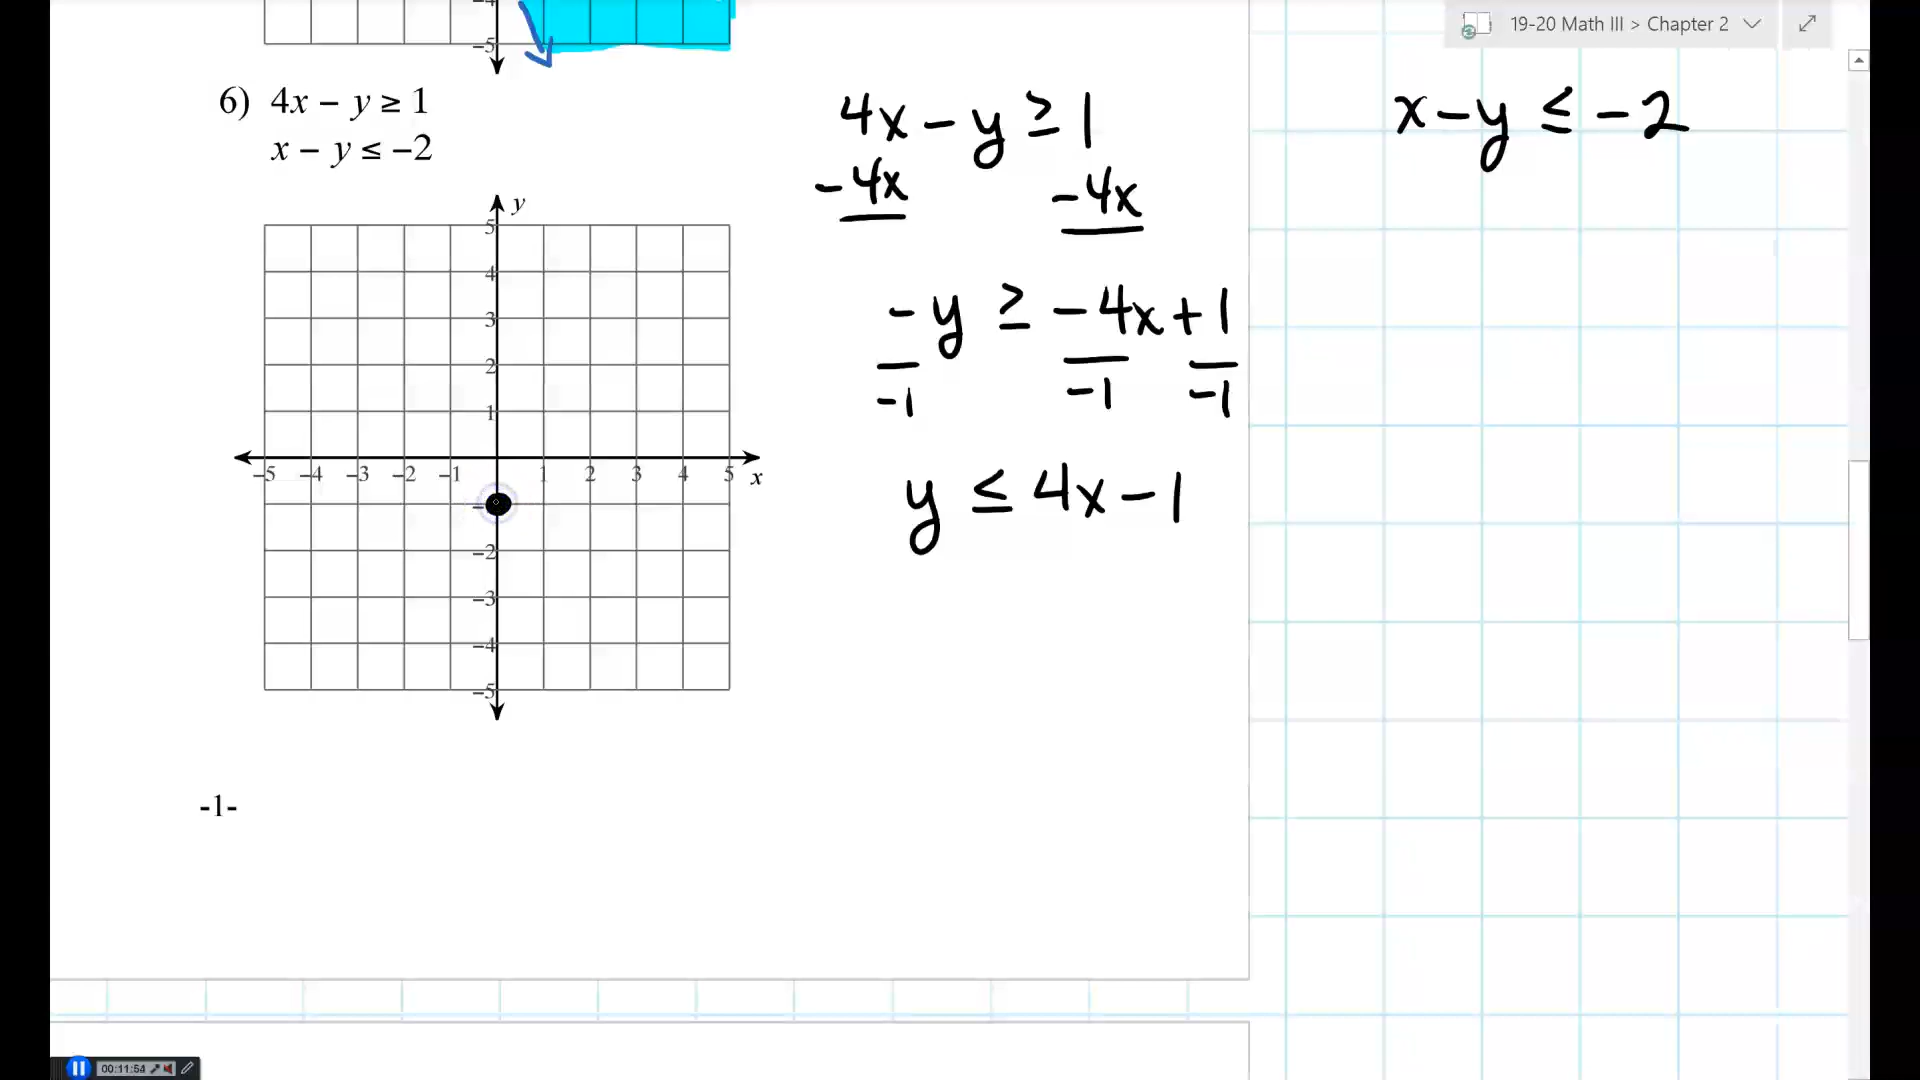 19-20 Math III > Chapter 2
-4
-5
6) 4x − y ≥ 1
x − y ≤ −2
4x − y ≥ 1
-4x -4x
-y ≥ -4x + 1
-1 -1 -1
y ≤ 4x − 1
x − y ≤ −2
y
5
4
3
2
1
-5 -4 -3 -2 -1 1 2 3 4 5 x
-2
-3
-4
-5
-1-
00:11:54